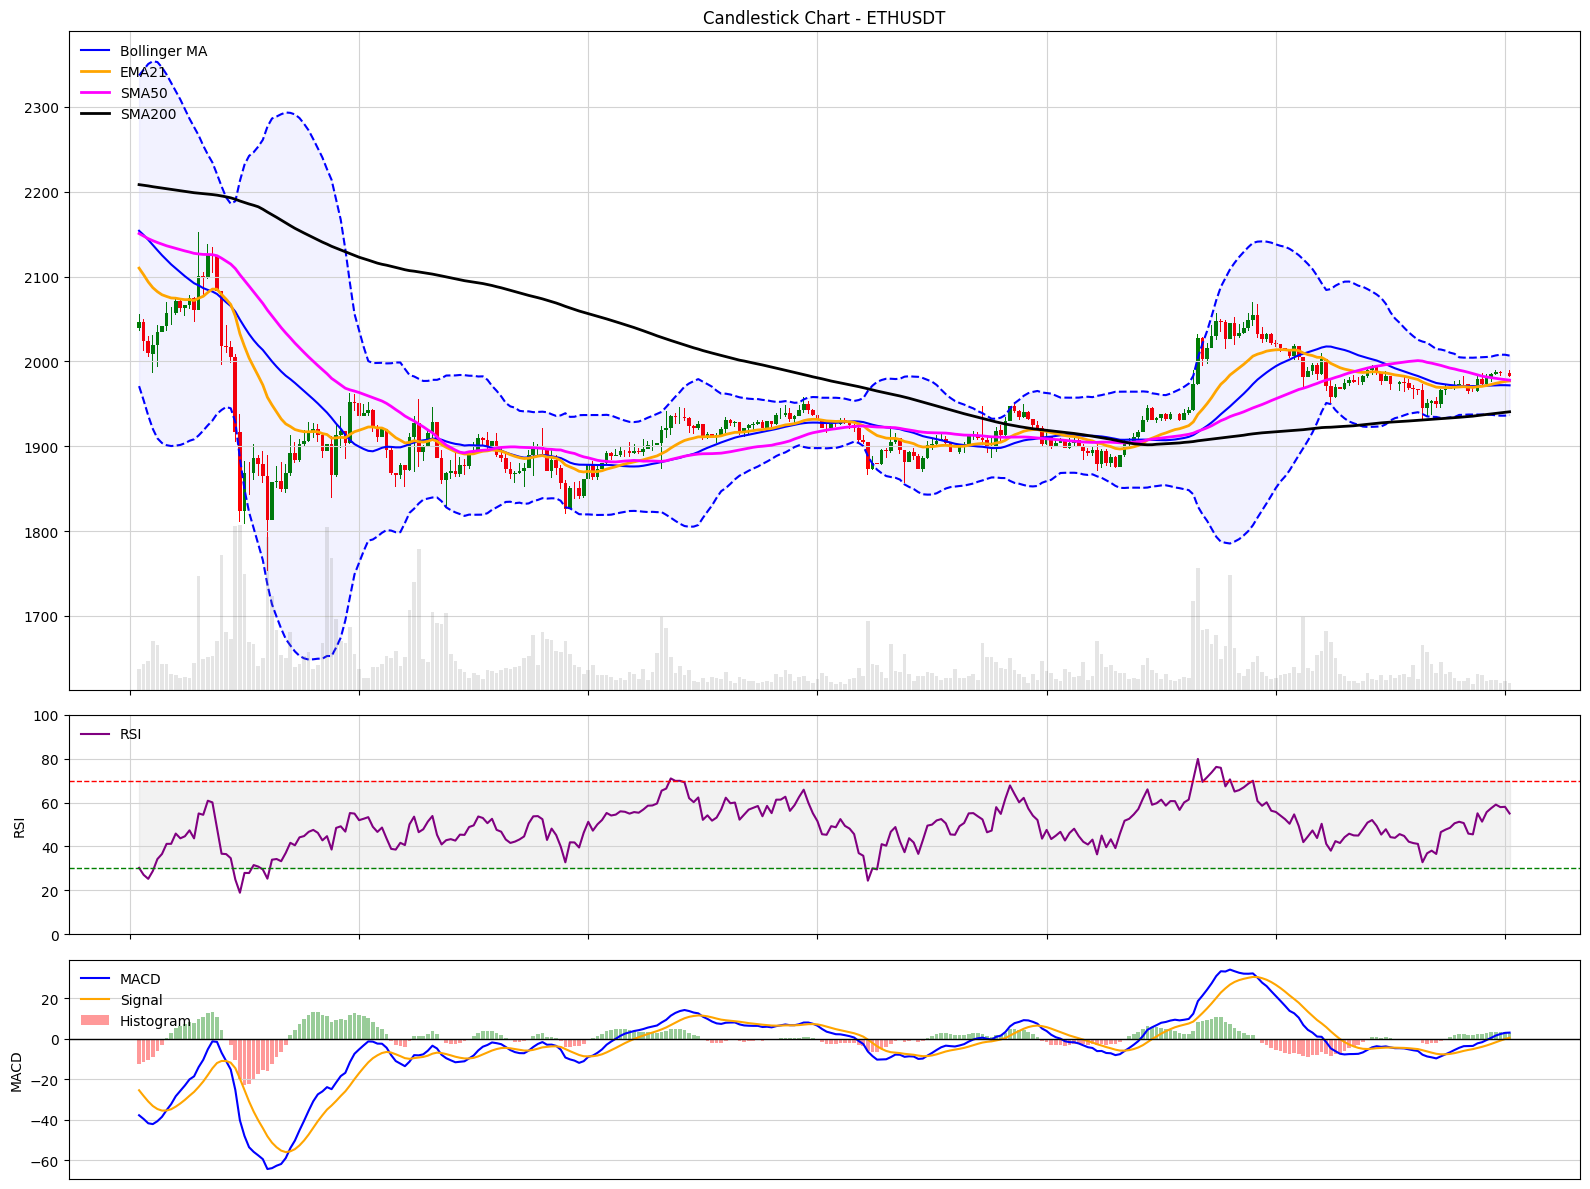 Candlestick Chart - ETHUSDT
Bollinger MA
EMA21
SMA50
SMA200
2300
2200
2100
2000
1900
1800
1700
RSI
100
80
60
40
20
0
RSI
MACD
Signal
Histogram
20
0
−20
−40
−60
MACD